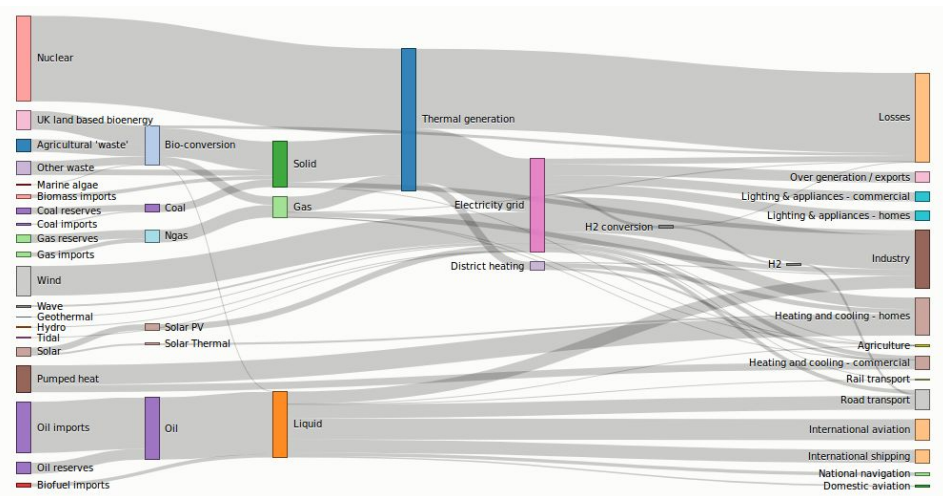 Nuclear
UK land based bioenergy
Agricultural 'waste'
Other waste
Marine algae
Biomass imports
Coal reserves
Coal imports
Gas reserves
Gas imports
Wind
Wave
Geothermal
Hydro
Tidal
Solar
Pumped heat
Oil imports
Oil reserves
Biofuel imports
Bio-conversion
Coal
Ngas
Solar PV
Solar Thermal
Oil
Solid
Gas
Liquid
Thermal generation
Electricity grid
District heating
H2 conversion
H2
Losses
Over generation / exports
Lighting & appliances - commercial
Lighting & appliances - homes
Industry
Heating and cooling - homes
Agriculture
Heating and cooling - commercial
Rail transport
Road transport
International aviation
International shipping
National navigation
Domestic aviation